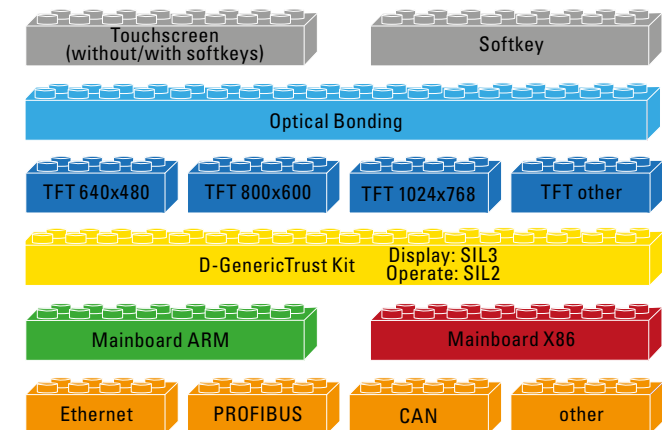 Touchscreen
(without/with softkeys)
Softkey
Optical Bonding
TFT 640x480
TFT 800x600
TFT 1024x768
TFT other
D-GenericTrust Kit
Display: SIL3
Operate: SIL2
Mainboard ARM
Mainboard X86
Ethernet
PROFIBUS
CAN
other